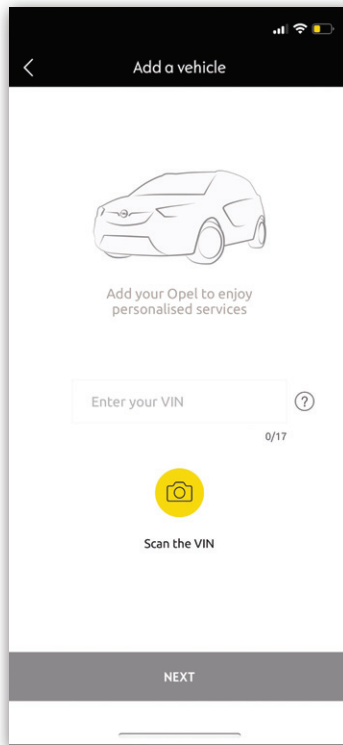 Add a vehicle
Add your Opel to enjoy
personalised services
Enter your VIN
?
0/17
Scan the VIN
NEXT